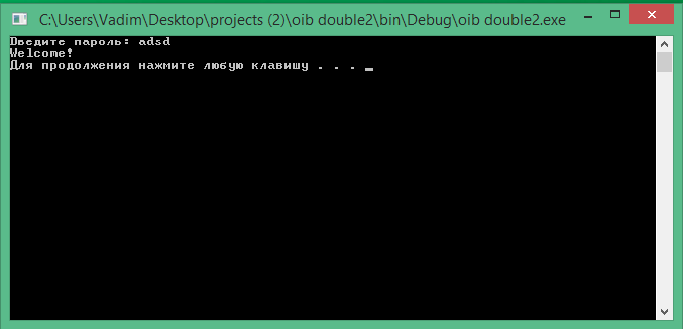 C:\Users\Vadim\Desktop\projects (2)\oib double2\bin\Debug\oib double2.exe
Введите пароль: adsd
Welcome!
Для продолжения нажмите любую клавишу . . .